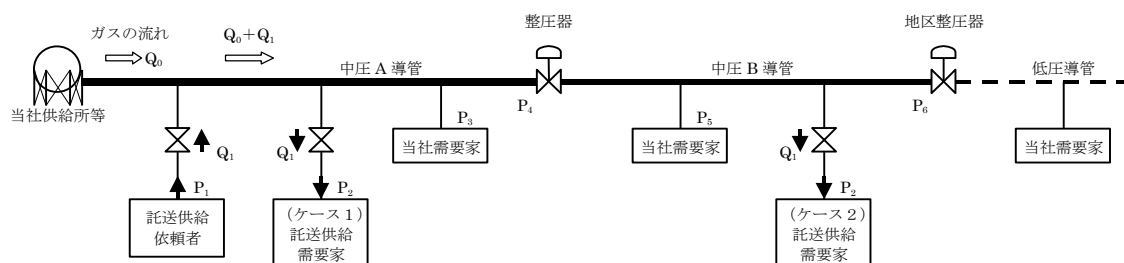 整圧器
地区整圧器
ガスの流れ
Q₀
Q₀＋Q₁
中圧 A 導管
中圧 B 導管
低圧導管
当社供給所等
P₄
P₆
Q₁
Q₁
P₃
当社需要家
P₅
当社需要家
Q₁
当社需要家
P₁
託送供給
依頼者
P₂
（ケース１）
託送供給
需要家
P₂
（ケース２）
託送供給
需要家